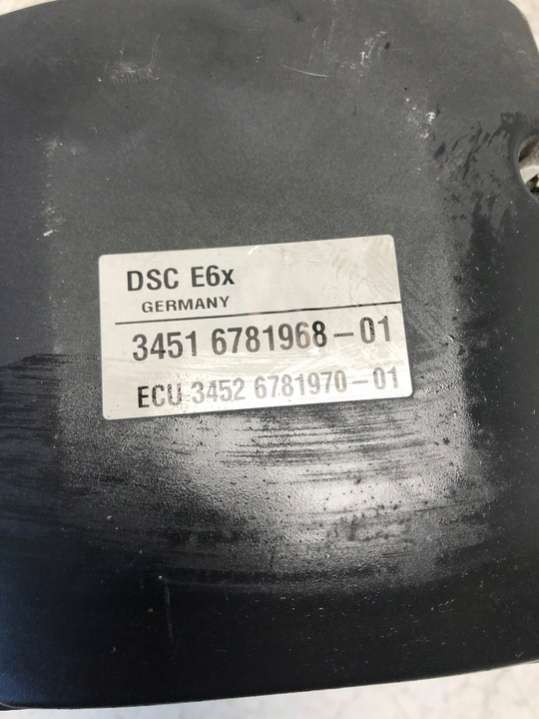 DSC E6x
GERMANY
3451 6781968-01
ECU 3452 6781970-01